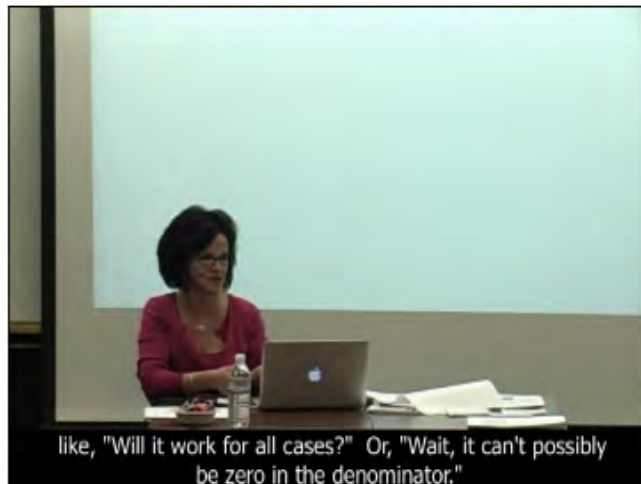 like, "Will it work for all cases?" Or, "Wait, it can't possibly
be zero in the denominator."